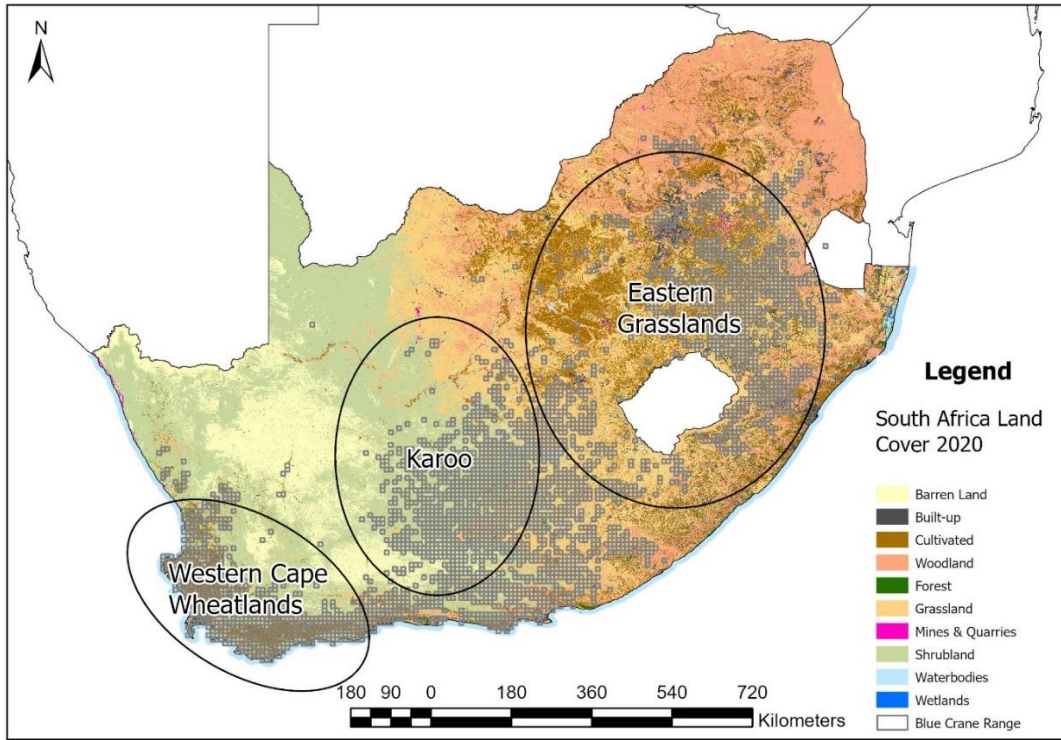 N
Eastern
Grasslands
Karoo
Western Cape
Wheatlands
Legend
South Africa Land
Cover 2020
Barren Land
Built-up
Cultivated
Woodland
Forest
Grassland
Mines & Quarries
Shrubland
Waterbodies
Wetlands
Blue Crane Range
180 90 0 180 360 540 720
Kilometers